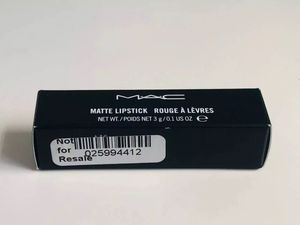 MAC
MATTE LIPSTICK ROUGE À LÈVRES
NET WT./POIDS NET 3 g/0.1 US OZ ℮
Not
for
Resale
025994412